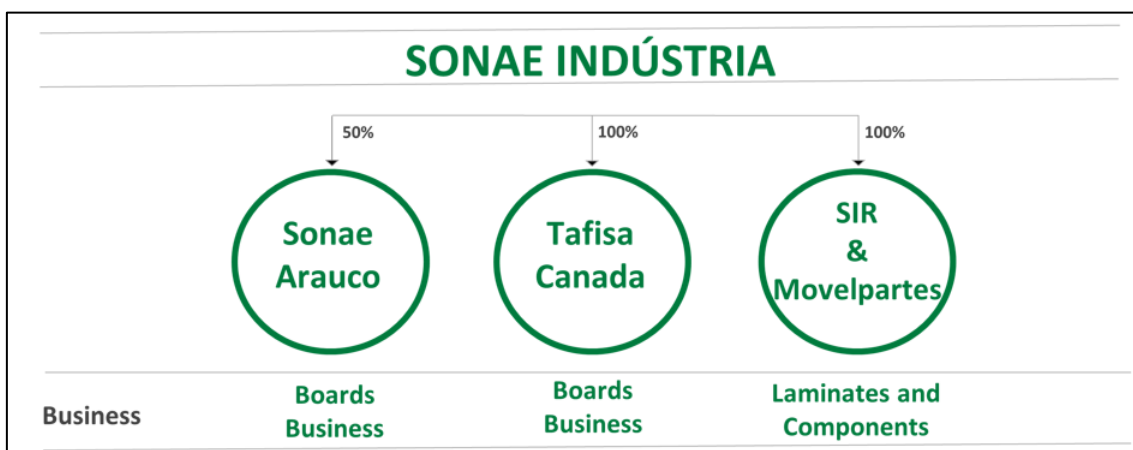 SONAE INDÚSTRIA
50% 100% 100%
Sonae
Arauco
Tafisa
Canada
SIR
&
Movelpartes
Business
Boards
Business
Boards
Business
Laminates and
Components